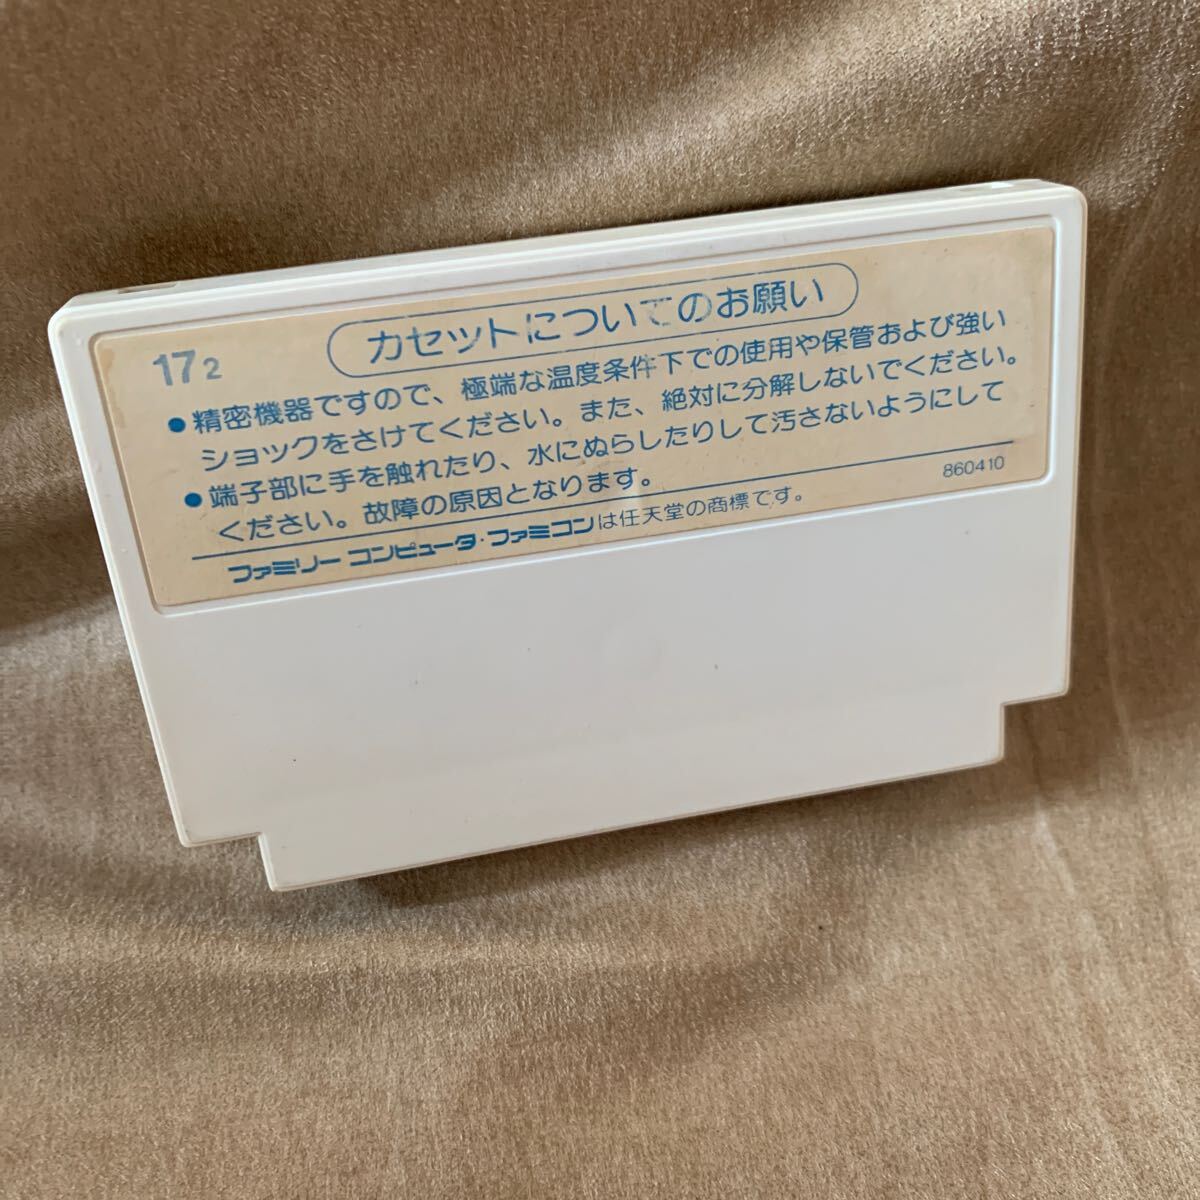 カセットについてのお願い
17 2
●精密機器ですので、極端な温度条件下での使用や保管および強い
ショックをさけてください。また、絶対に分解しないでください。
●端子部に手を触れたり、水にぬらしたりして汚さないようにして
ください。故障の原因となります。
860410
ファミリーコンピュータ・ファミコンは任天堂の商標です。